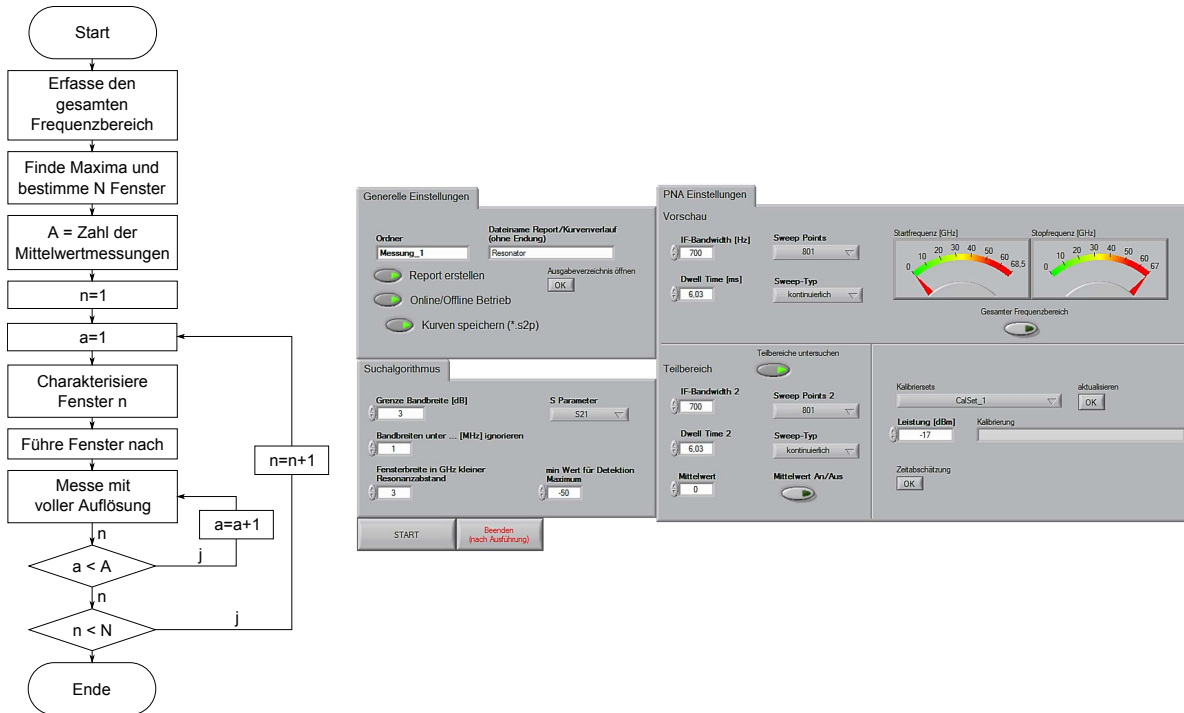 Start
Erfasse den
gesamten
Frequenzbereich
Finde Maxima und
bestimme N Fenster
A = Zahl der
Mittelwertmessungen
n=1
a=1
Charakterisiere
Fenster n
Führe Fenster nach
Messe mit
voller Auflösung
n
a < A
j
a=a+1
n
n < N
j
n=n+1
Ende
Generelle Einstellungen
Ordner
Messung_1
Dateiname Report/Kurvenverlauf
(ohne Endung)
Resonator
Report erstellen
Ausgabeverzeichnis öffnen
OK
Online/Offline Betrieb
Kurven speichern (*.s2p)
Suchalgorithmus
Grenze Bandbreite [dB]
3
S Parameter
S21
Bandbreiten unter ... [MHz] ignorieren
1
Fensterbreite in GHz kleiner
Resonanzabstand
3
min Wert für Detektion
Maximum
-50
START
Beenden
(nach Ausführung)
PNA Einstellungen
Vorschau
IF-Bandwidth [Hz]
700
Sweep Points
801
Dwell Time [ms]
6,03
Sweep-Typ
kontinuierlich
Startfrequenz [GHz]
0 10 20 30 40 50 60 68,5
Stopfrequenz [GHz]
0 10 20 30 40 50 60 67
Gesamter Frequenzbereich
Teilbereiche untersuchen
Teilbereich
IF-Bandwidth 2
700
Sweep Points 2
801
Dwell Time 2
6,03
Sweep-Typ
kontinuierlich
Mittelwert
0
Mittelwert An/Aus
Kalibriersets
CalSet_1
aktualisieren
OK
Leistung [dBm]
-17
Kalibrierung
Zeitabschätzung
OK